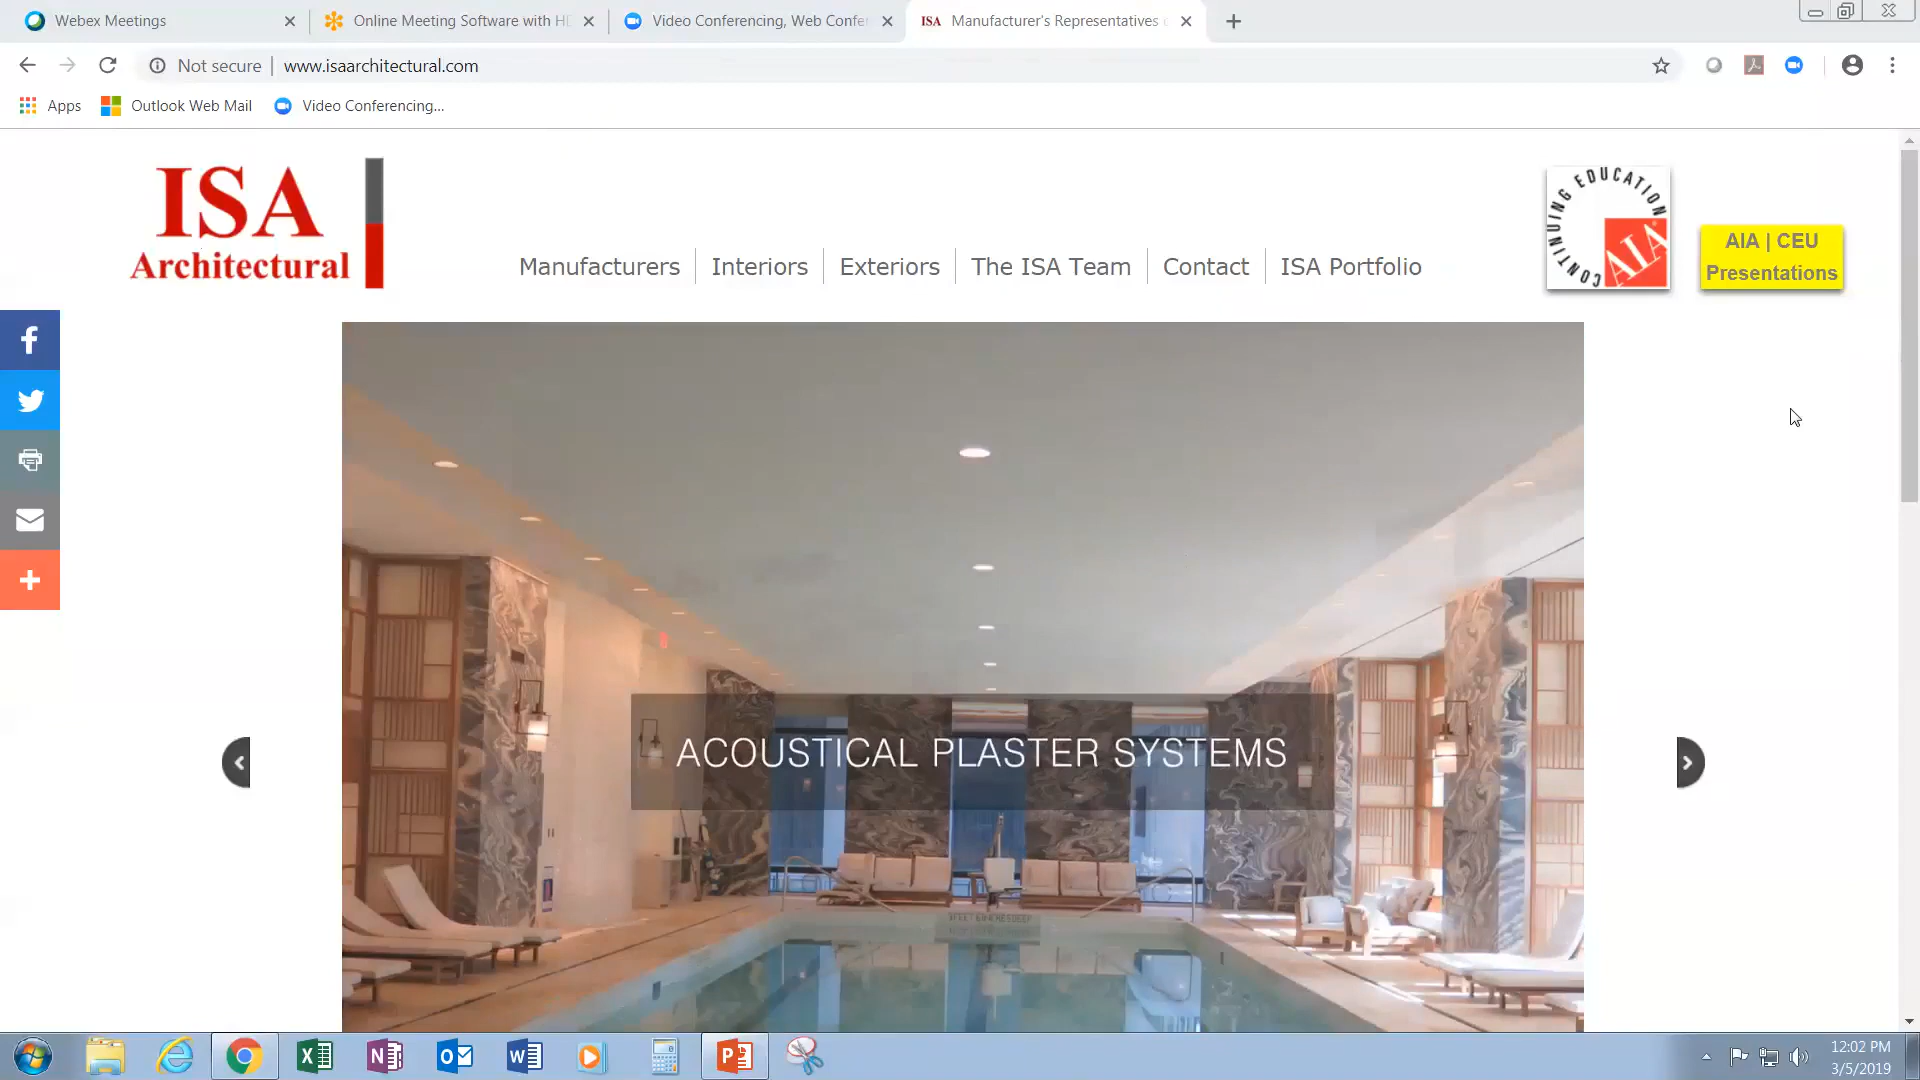 Webex Meetings
Online Meeting Software with HD
Video Conferencing, Web Confer
ISA Manufacturer's Representatives
Not secure
www.isaarchitectural.com
Apps
Outlook Web Mail
Video Conferencing...
ISA
Architectural
Manufacturers
Interiors
Exteriors
The ISA Team
Contact
ISA Portfolio
CONTINUING EDUCATION
AIA
AIA | CEU
Presentations
ACOUSTICAL PLASTER SYSTEMS
12:02 PM
3/5/2019